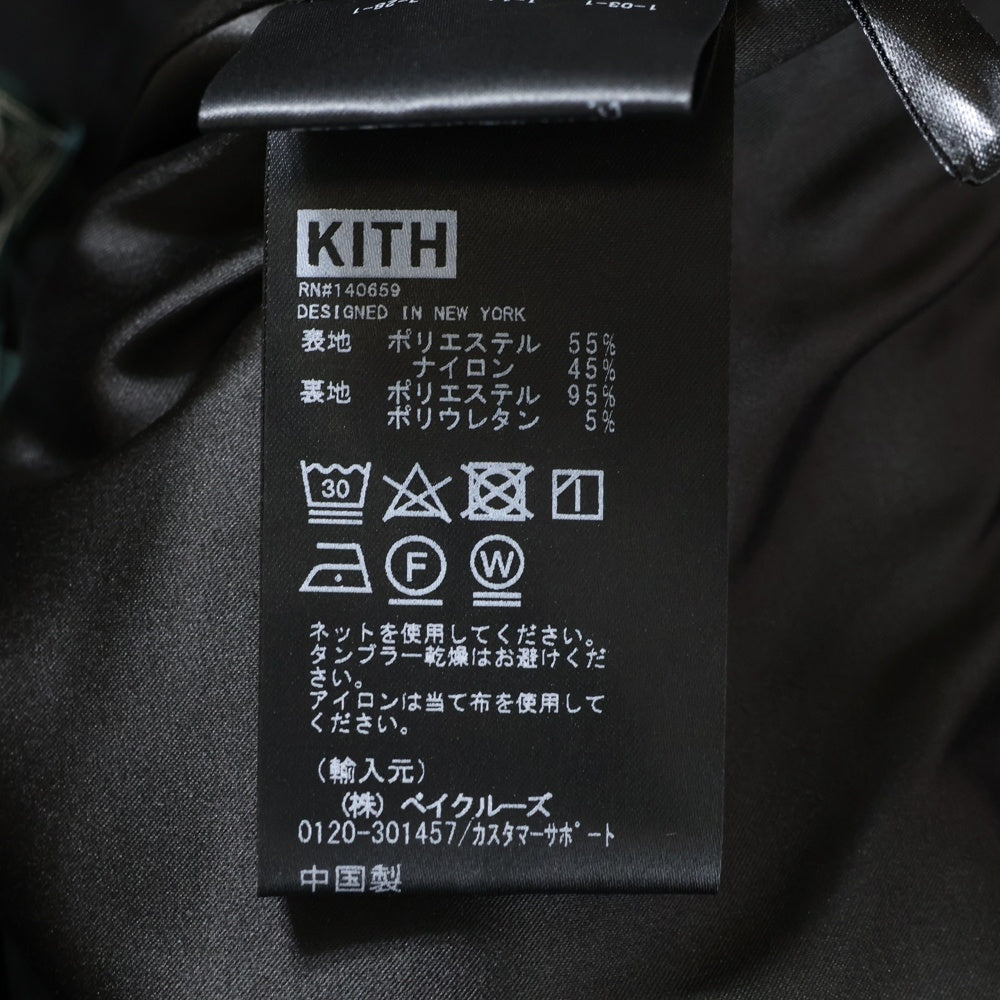 KITH
RN#140659
DESIGNED IN NEW YORK
表地 ポリエステル 55%
ナイロン 45%
裏地 ポリエステル 95%
ポリウレタン 5%
30
F W
ネットを使用してください。
タンブラー乾燥はお避けくだ
さい。
アイロンは当て布を使用して
ください。
(輸入元)
(株) ベイクルーズ
0120-301457/カスタマーサポート
中国製